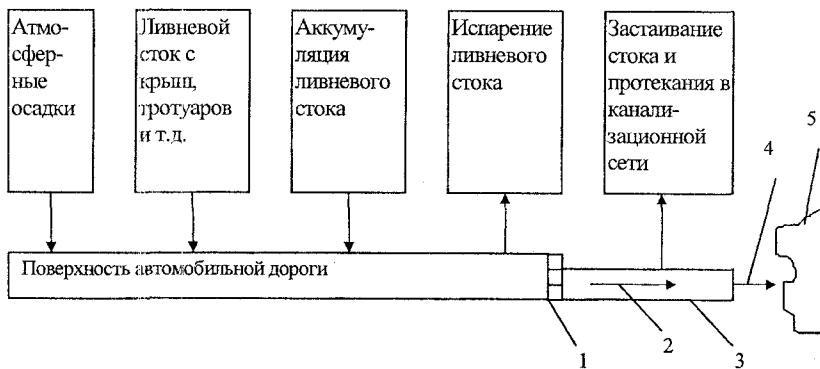 Атмо-
сфер-
ные
осадки
Ливневой
сток с
крыш,
тротуаров
и т.д.
Аккуму-
ляция
ливневого
стока
Испарение
ливневого
стока
Застаивание
стока и
протекания в
канали-
зационной
сети
5
4
Поверхность автомобильной дороги
1
2
3